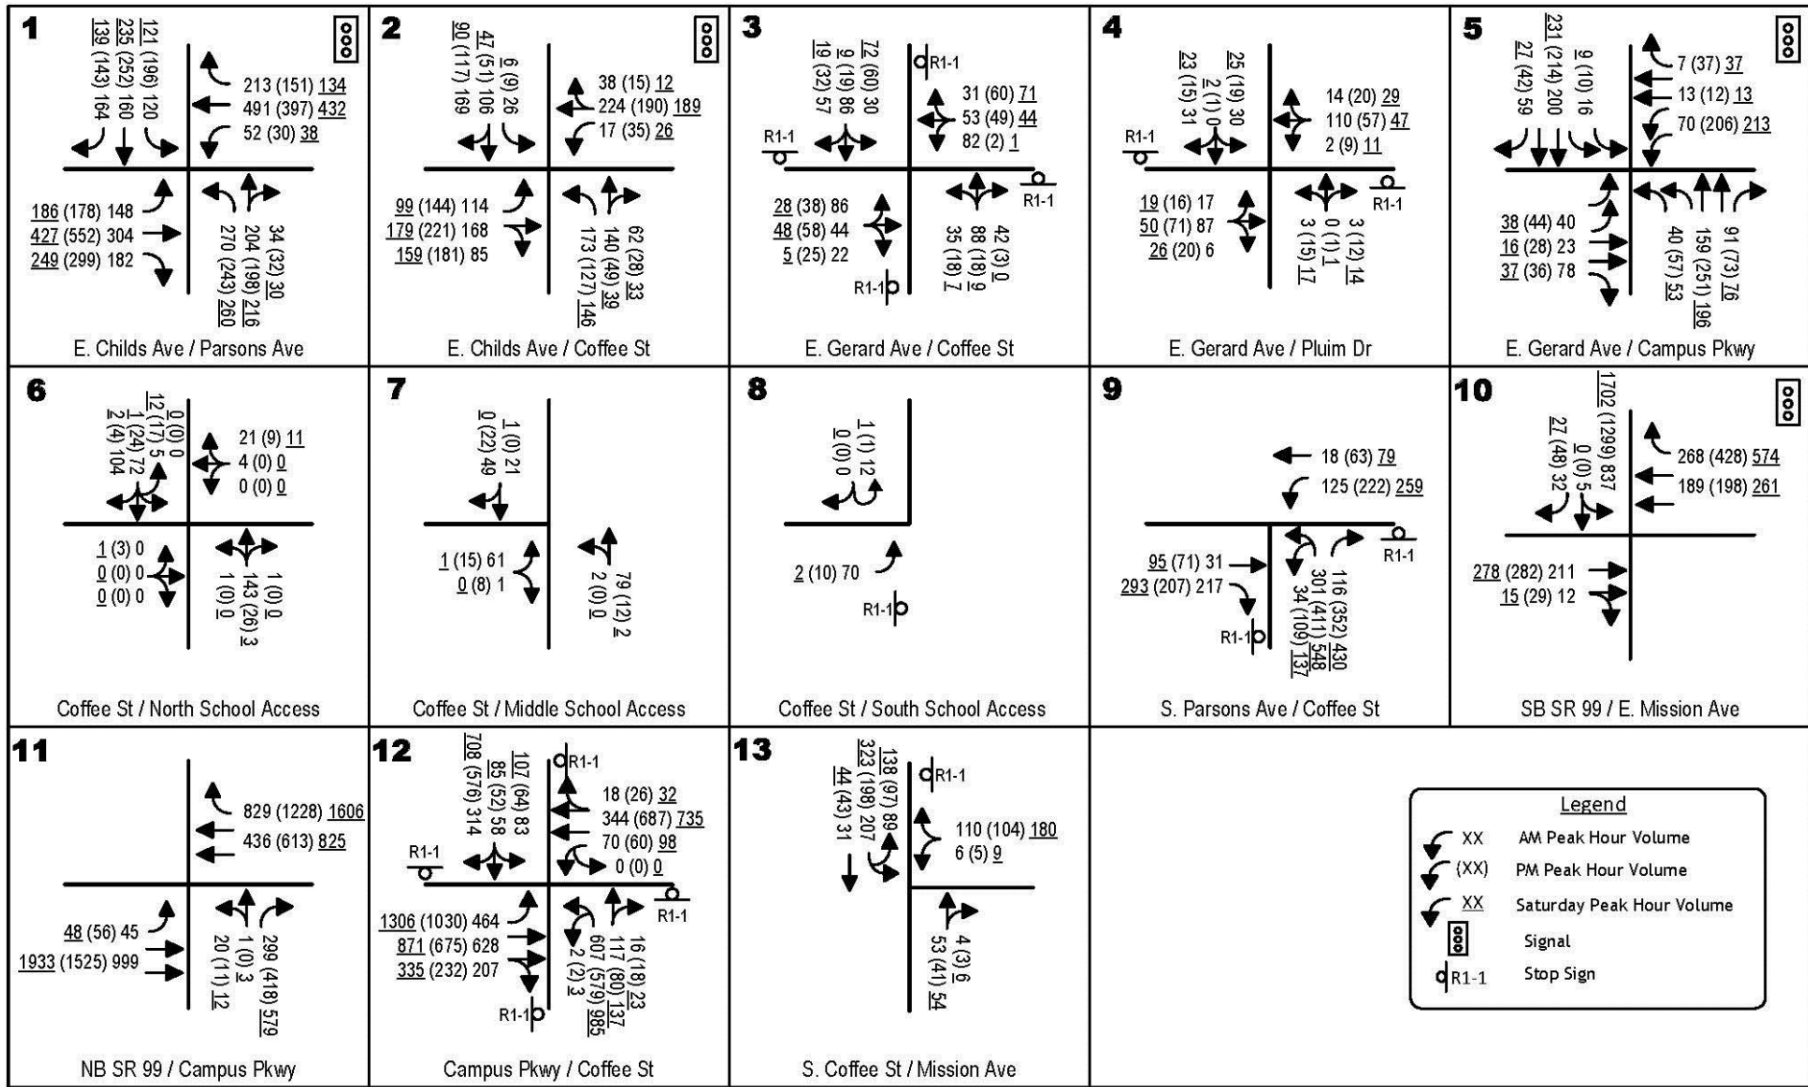 1
139 (143) 164
235 (252) 160
121 (196) 120
213 (151) 134
491 (397) 432
52 (30) 38
186 (178) 148
427 (552) 304
249 (299) 182
270 (243) 260
204 (198) 216
34 (32) 30
E. Childs Ave / Parsons Ave
2
90 (117) 169
47 (51) 106
6 (9) 26
38 (15) 12
224 (190) 189
17 (35) 26
99 (144) 114
179 (221) 168
159 (181) 85
173 (127) 146
140 (49) 39
62 (28) 33
E. Childs Ave / Coffee St
3
19 (32) 57
9 (19) 86
72 (60) 30
R1-1
31 (60) 71
53 (49) 44
82 (2) 1
R1-1
R1-1
28 (38) 86
48 (58) 44
5 (25) 22
R1-1
35 (18) 7
88 (18) 9
42 (3) 0
E. Gerard Ave / Coffee St
4
23 (15) 31
2 (1) 0
25 (19) 30
14 (20) 29
110 (57) 47
2 (9) 11
R1-1
R1-1
19 (16) 17
50 (71) 87
26 (20) 6
3 (15) 17
0 (1) 1
3 (12) 14
E. Gerard Ave / Pluim Dr
5
27 (42) 59
231 (214) 200
9 (10) 16
7 (37) 37
13 (12) 13
70 (206) 213
38 (44) 40
16 (28) 23
37 (36) 78
40 (57) 53
159 (251) 196
91 (73) 76
E. Gerard Ave / Campus Pkwy
6
2 (4) 104
1 (24) 72
12 (17) 5
0 (0) 0
21 (9) 11
4 (0) 0
0 (0) 0
1 (3) 0
0 (0) 0
0 (0) 0
1 (0) 0
143 (26) 3
1 (0) 0
Coffee St / North School Access
7
0 (22) 49
1 (0) 21
1 (15) 61
0 (8) 1
2 (0) 0
79 (12) 2
Coffee St / Middle School Access
8
0 (0) 0
1 (1) 12
2 (10) 70
R1-1
Coffee St / South School Access
9
18 (63) 79
125 (222) 259
R1-1
95 (71) 31
293 (207) 217
R1-1
34 (109) 137
301 (411) 548
116 (352) 430
S. Parsons Ave / Coffee St
10
27 (48) 32
0 (0) 5
1702 (1299) 837
268 (428) 574
189 (198) 261
278 (282) 211
15 (29) 12
SB SR 99 / E. Mission Ave
11
829 (1228) 1606
436 (613) 825
48 (56) 45
1933 (1525) 999
20 (11) 12
1 (0) 3
299 (418) 579
NB SR 99 / Campus Pkwy
12
708 (576) 314
85 (52) 58
107 (64) 83
R1-1
18 (26) 32
344 (687) 735
70 (60) 98
0 (0) 0
R1-1
R1-1
1306 (1030) 464
871 (675) 628
335 (232) 207
R1-1
2 (2) 3
607 (579) 985
117 (80) 137
16 (18) 23
Campus Pkwy / Coffee St
13
44 (43) 31
323 (198) 207
138 (97) 89
R1-1
110 (104) 180
6 (5) 9
53 (41) 54
4 (3) 6
S. Coffee St / Mission Ave
Legend
XX AM Peak Hour Volume
(XX) PM Peak Hour Volume
XX Saturday Peak Hour Volume
Signal
R1-1 Stop Sign